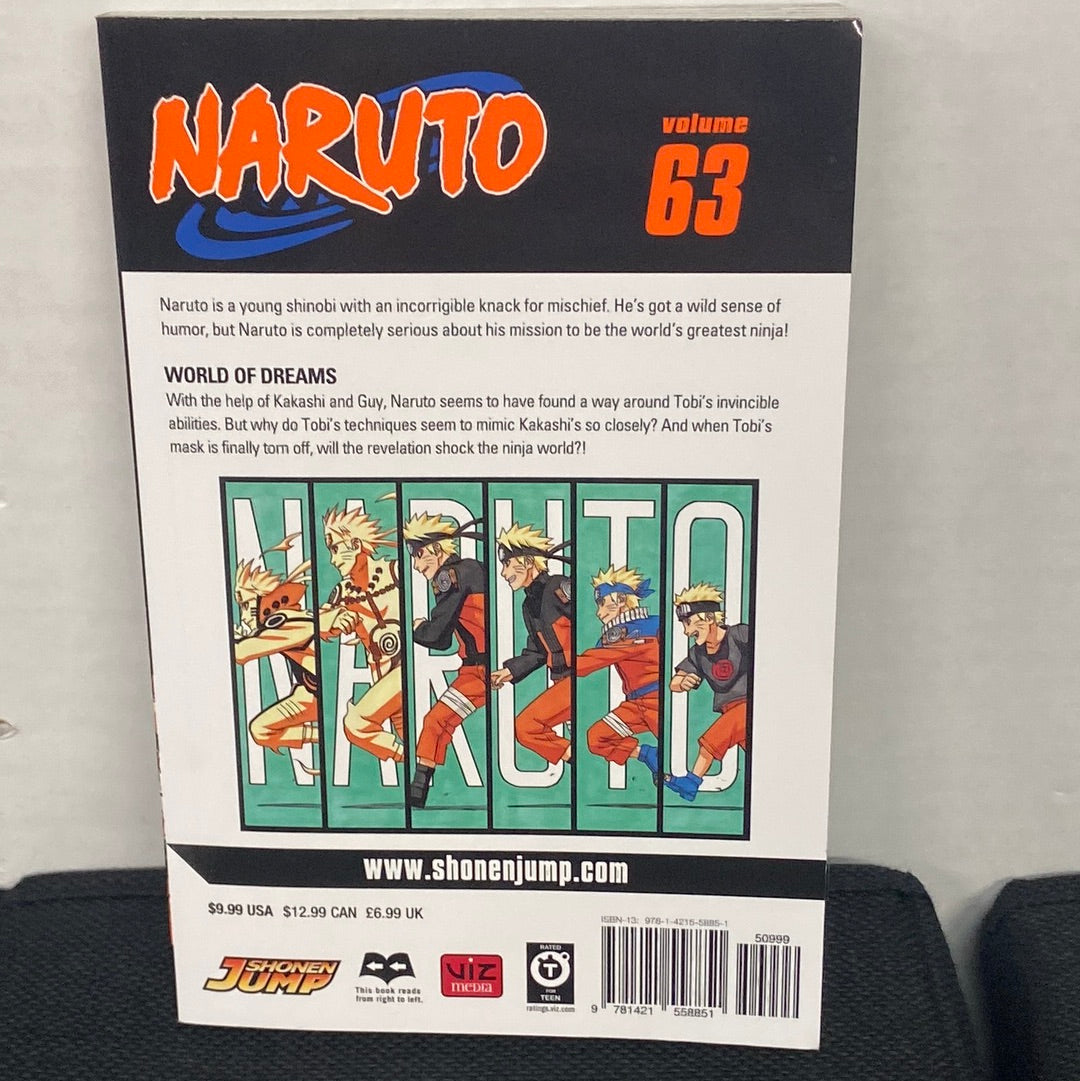 NARUTO
volume
63
Naruto is a young shinobi with an incorrigible knack for mischief. He's got a wild sense of
humor, but Naruto is completely serious about his mission to be the world's greatest ninja!
WORLD OF DREAMS
With the help of Kakashi and Guy, Naruto seems to have found a way around Tobi's invincible
abilities. But why do Tobi's techniques seem to mimic Kakashi's so closely? And when Tobi's
mask is finally torn off, will the revelation shock the ninja world?!
NARUTO
NARUTO
www.shonenjump.com
$9.99 USA $12.99 CAN £6.99 UK
ISBN-13: 978-1-4215-5885-1
50999
SHONEN
JUMP
This book reads
from right to left.
VIZ
media
RATED
T
FOR
TEEN
ratings.viz.com
9 781421 558851